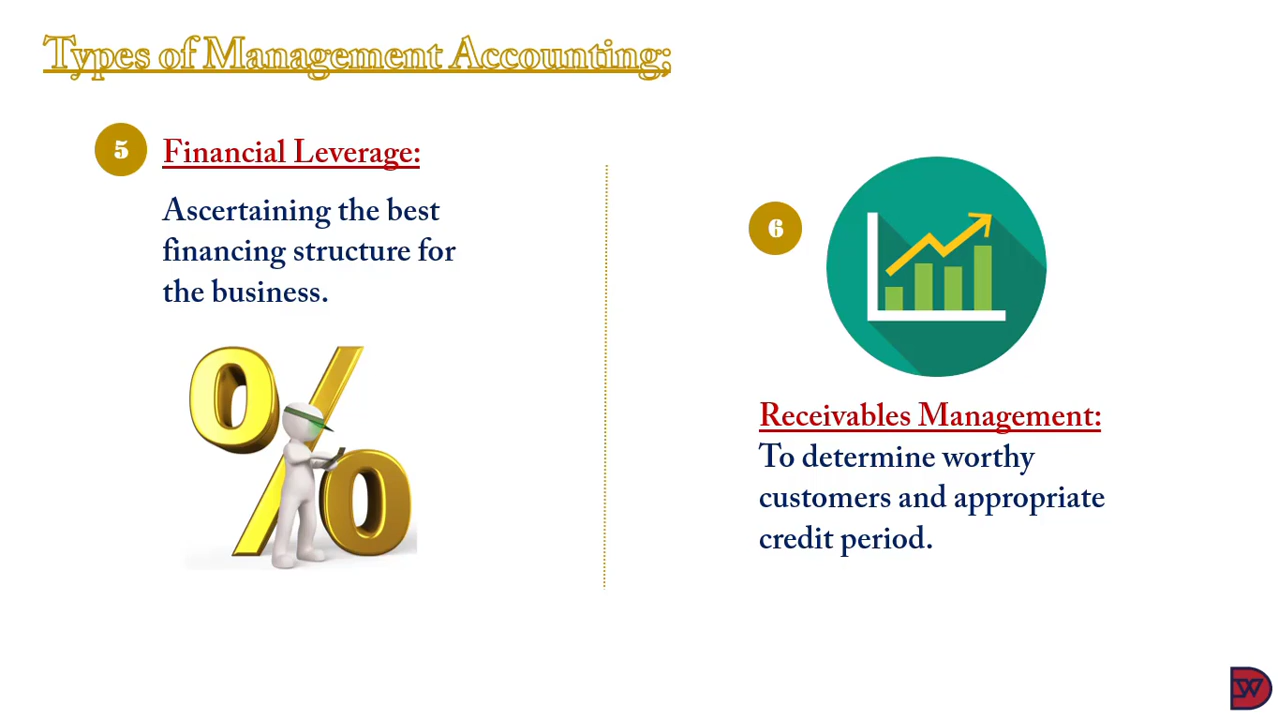 Types of Management Accounting;
5
Financial Leverage:
Ascertaining the best
financing structure for
the business.
%
6
Receivables Management:
To determine worthy
customers and appropriate
credit period.
DW